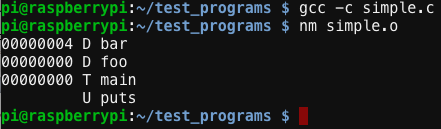 pi@raspberrypi:~/test_programs $ gcc -c simple.c
pi@raspberrypi:~/test_programs $ nm simple.o
00000004 D bar
00000000 D foo
00000000 T main
         U puts
pi@raspberrypi:~/test_programs $